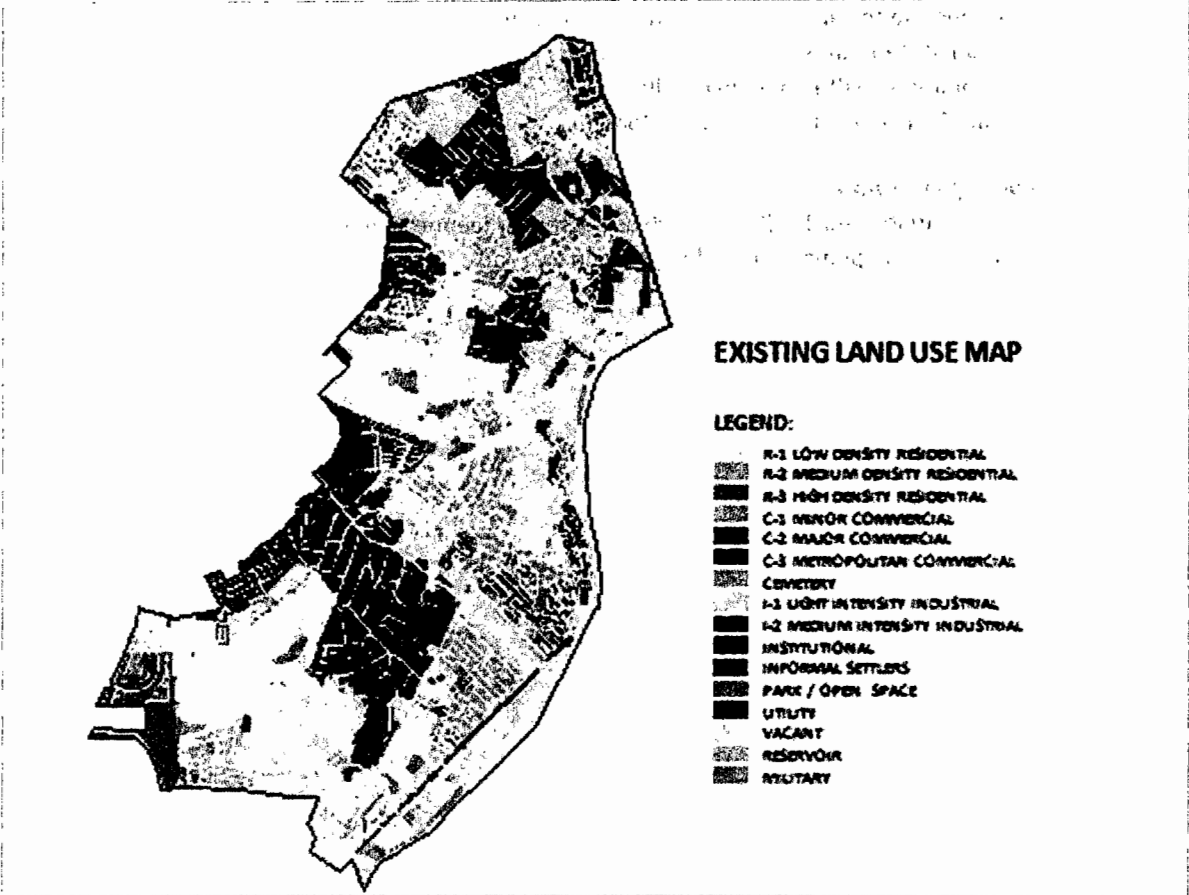 EXISTING LAND USE MAP
LEGEND:
R-1 LOW DENSITY RESIDENTIAL
R-2 MEDIUM DENSITY RESIDENTIAL
R-3 HIGH DENSITY RESIDENTIAL
C-1 MINOR COMMERCIAL
C-2 MAJOR COMMERCIAL
C-3 METROPOLITAN COMMERCIAL
CEMETERY
I-1 LIGHT INTENSITY INDUSTRIAL
I-2 MEDIUM INTENSITY INDUSTRIAL
INSTITUTIONAL
INFORMAL SETTLERS
PARK / OPEN SPACE
UTILITY
VACANT
RESERVOIR
MILITARY